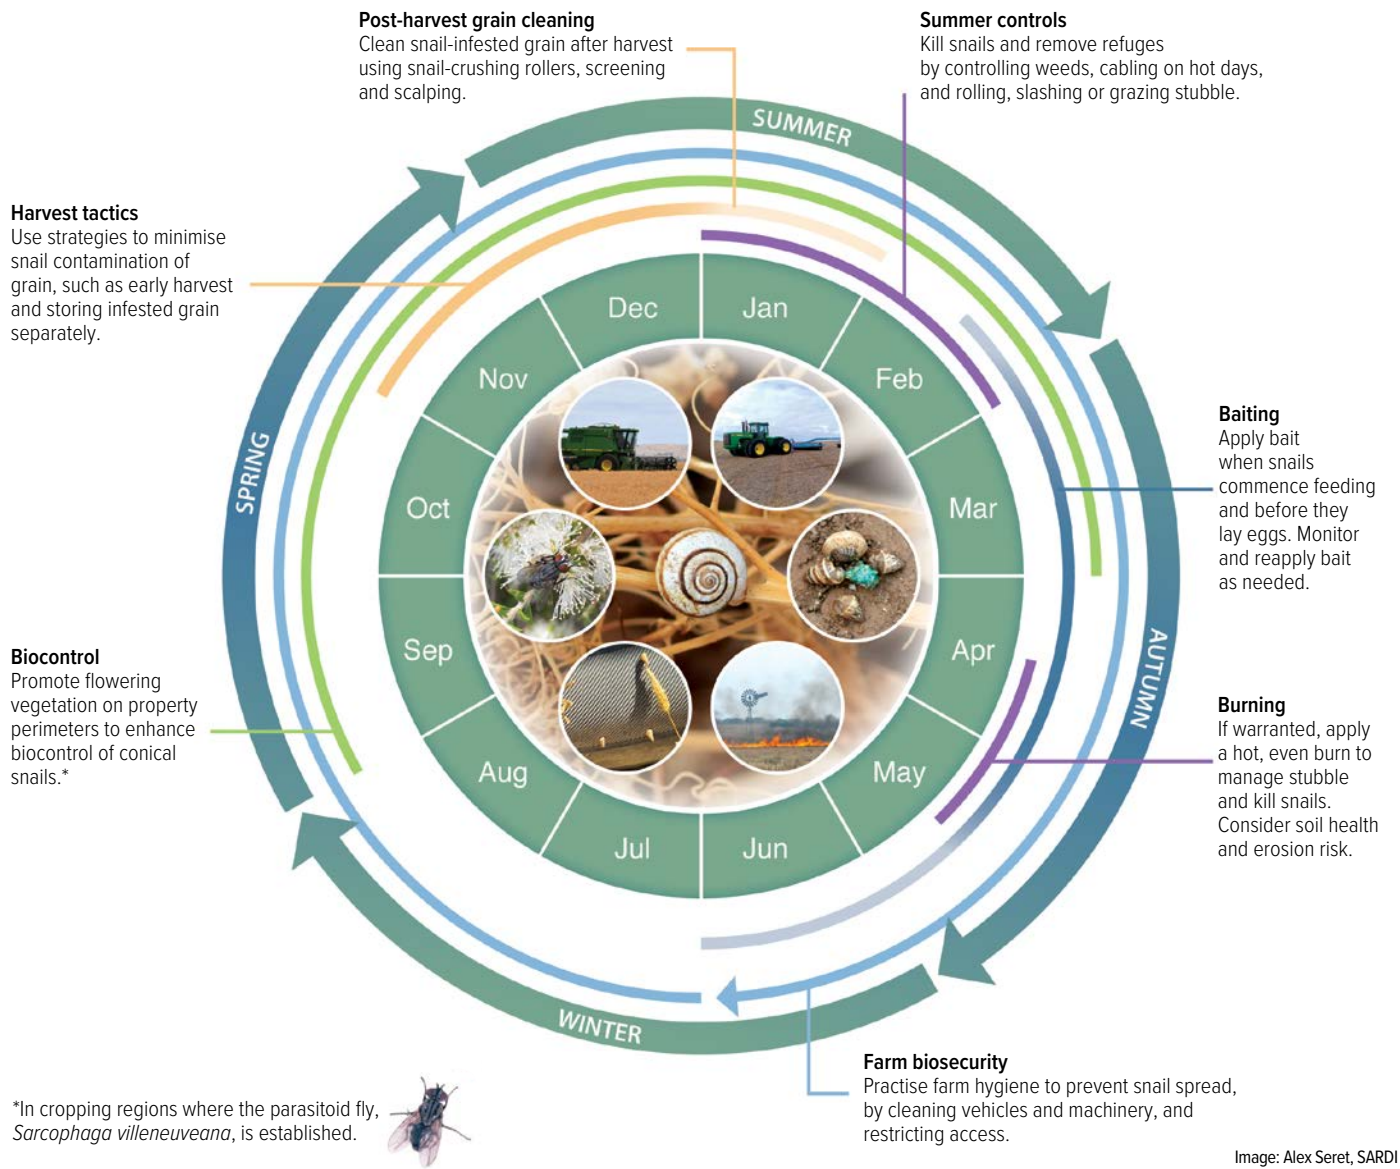 Post-harvest grain cleaning
Clean snail-infested grain after harvest
using snail-crushing rollers, screening
and scalping.
Summer controls
Kill snails and remove refuges
by controlling weeds, cabling on hot days,
and rolling, slashing or grazing stubble.
SUMMER
Harvest tactics
Use strategies to minimise
snail contamination of
grain, such as early harvest
and storing infested grain
separately.
Dec
Jan
Nov
Feb
Oct
Mar
Sep
Apr
Aug
May
Jul
Jun
SPRING
AUTUMN
WINTER
Baiting
Apply bait
when snails
commence feeding
and before they
lay eggs. Monitor
and reapply bait
as needed.
Biocontrol
Promote flowering
vegetation on property
perimeters to enhance
biocontrol of conical
snails.*
Burning
If warranted, apply
a hot, even burn to
manage stubble
and kill snails.
Consider soil health
and erosion risk.
Farm biosecurity
Practise farm hygiene to prevent snail spread,
by cleaning vehicles and machinery, and
restricting access.
*In cropping regions where the parasitoid fly,
Sarcophaga villeneuveana, is established.
Image: Alex Seret, SARDI